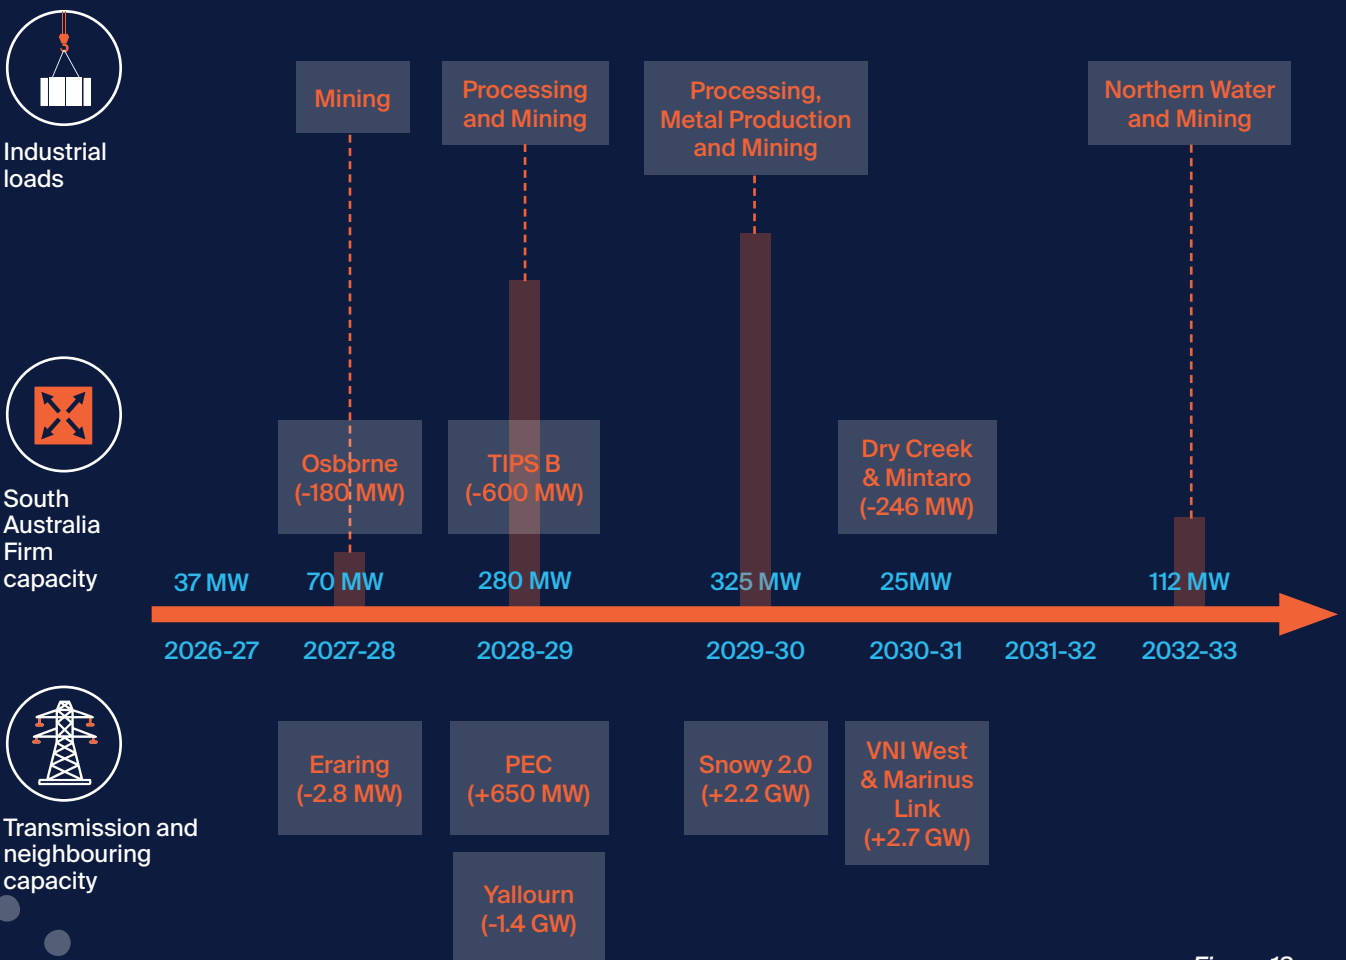 Industrial
loads
Mining
Processing
and Mining
Processing,
Metal Production
and Mining
Northern Water
and Mining
South
Australia
Firm
capacity
Osborne
(-180 MW)
TIPS B
(-600 MW)
Dry Creek
& Mintaro
(-246 MW)
37 MW
70 MW
280 MW
325 MW
25MW
112 MW
2026-27
2027-28
2028-29
2029-30
2030-31
2031-32
2032-33
Transmission and
neighbouring
capacity
Eraring
(-2.8 MW)
PEC
(+650 MW)
Snowy 2.0
(+2.2 GW)
VNI West
& Marinus
Link
(+2.7 GW)
Yallourn
(-1.4 GW)